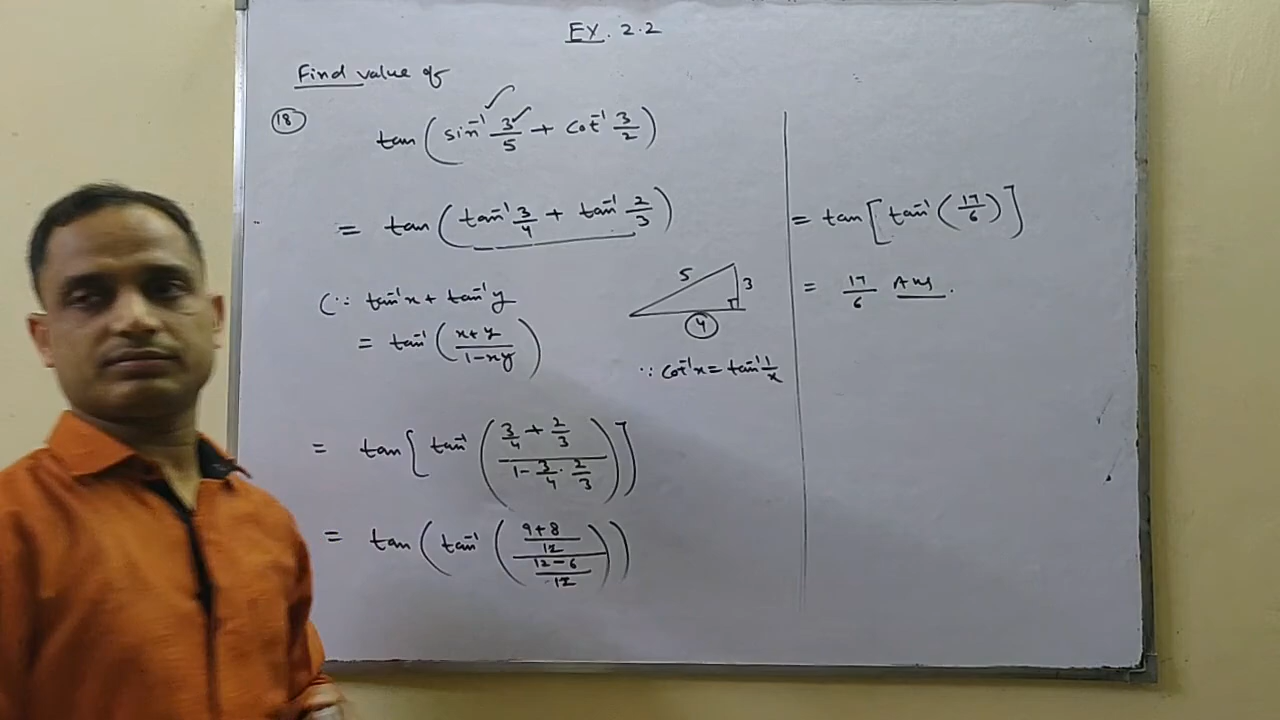 EX. 2.2
Find value of
(18) tan(sin⁻¹ 3/5 + cot⁻¹ 3/2)
= tan(tan⁻¹ 3/4 + tan⁻¹ 2/3)
(∵ tan⁻¹x + tan⁻¹y
= tan⁻¹((x+y)/(1-xy))
5
3
4
∵ cot⁻¹x = tan⁻¹ 1/x
= tan[tan⁻¹((3/4 + 2/3)/(1 - 3/4 · 2/3))]
= tan(tan⁻¹(((9+8)/12)/((12-6)/12)))
= tan[tan⁻¹(17/6)]
= 17/6 Ans.